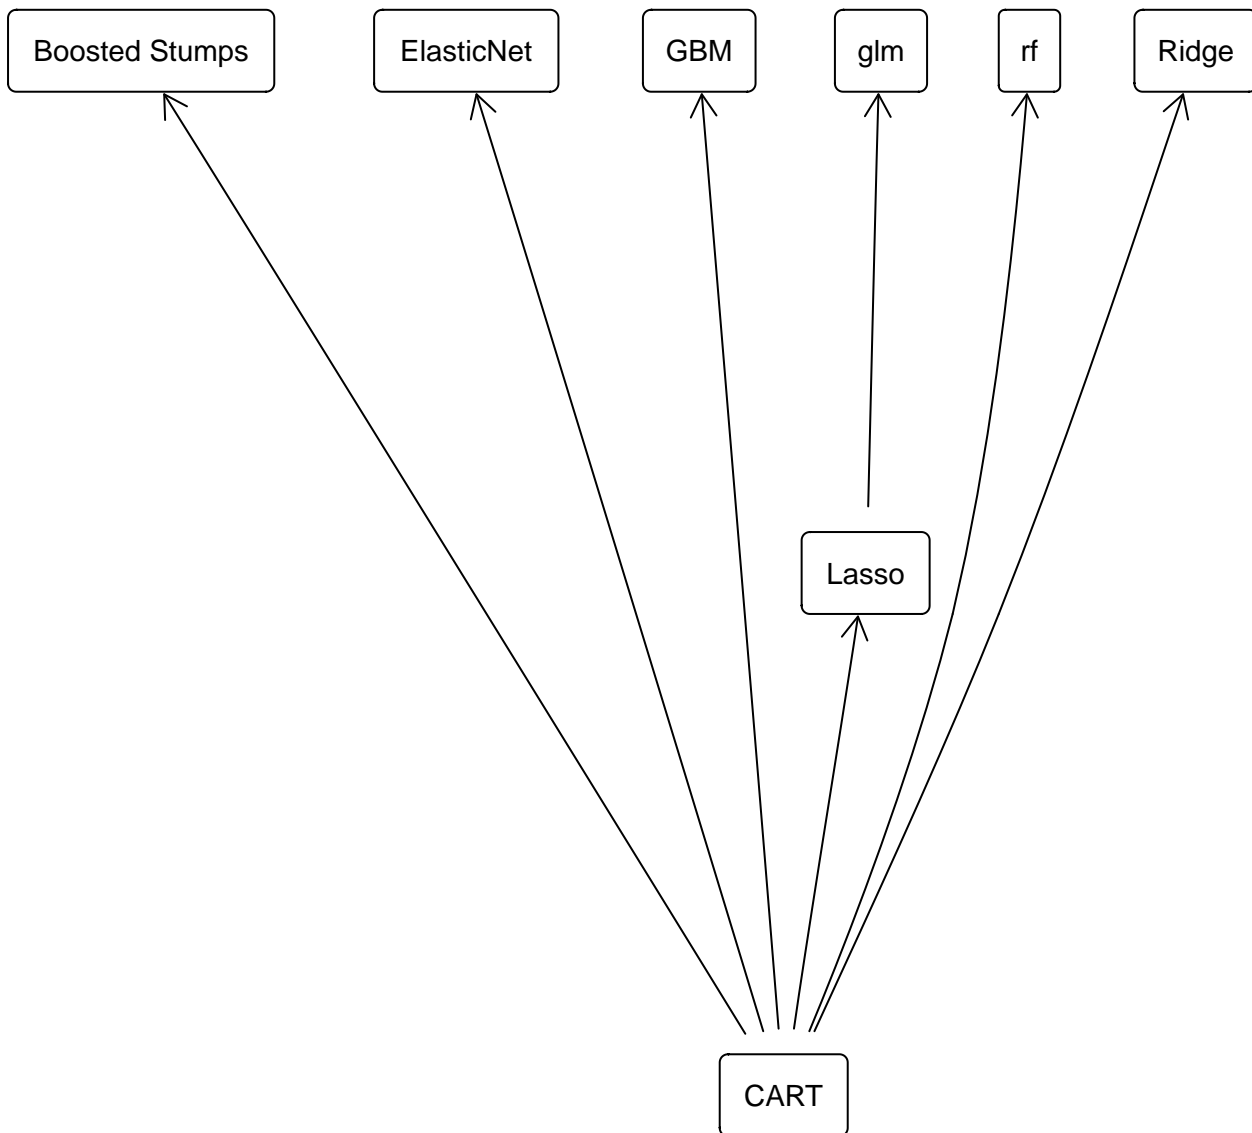 Boosted Stumps
ElasticNet
GBM
glm
rf
Ridge
Lasso
CART